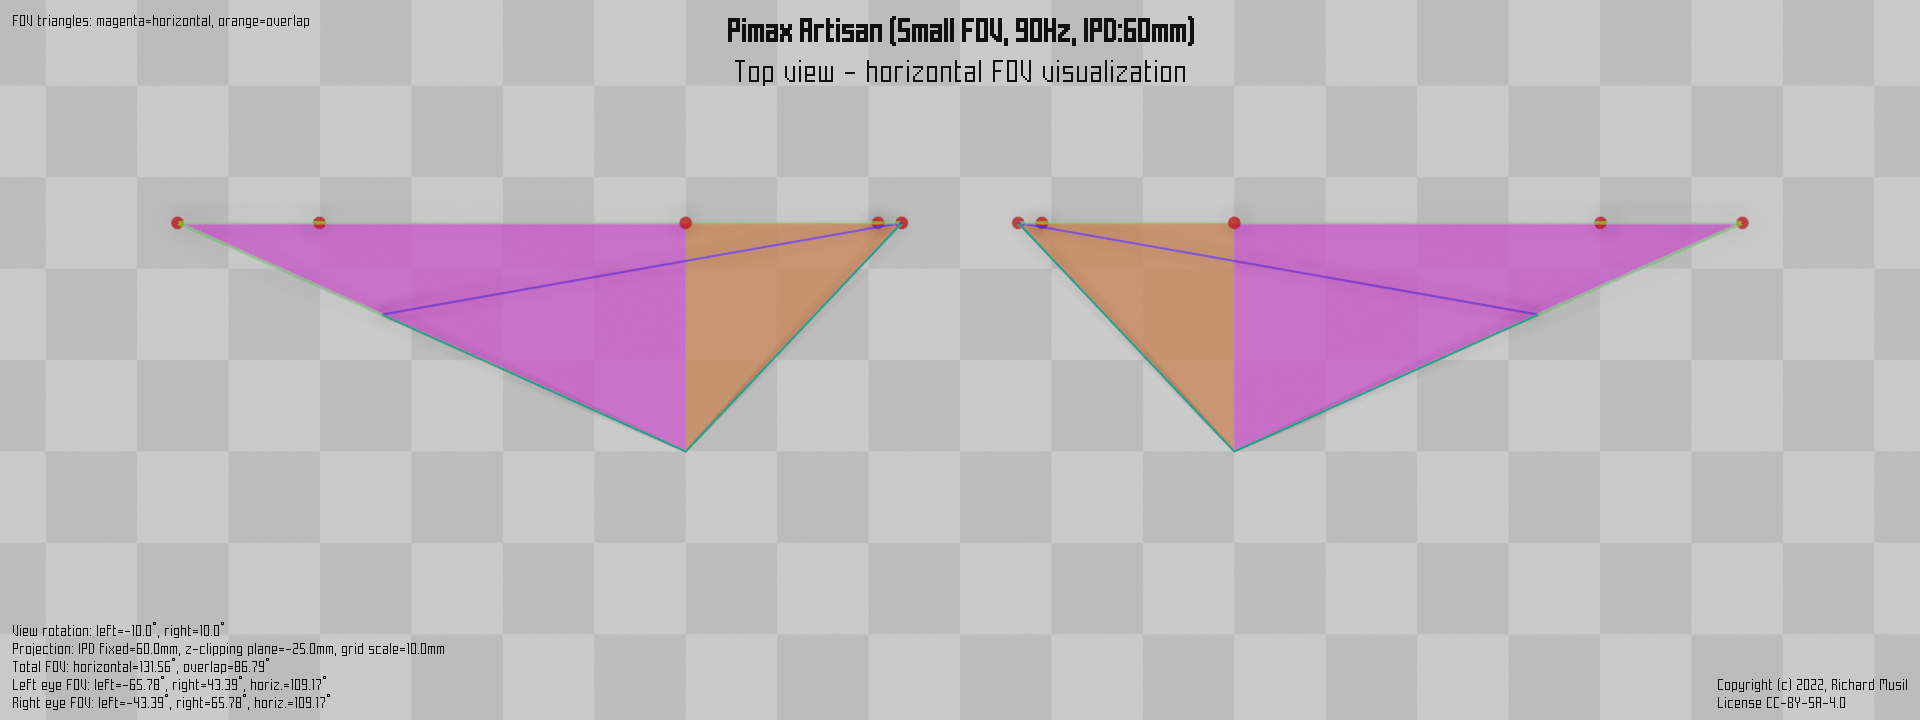 FOV triangles: magenta=horizontal, orange=overlap
Pimax Artisan (Small FOV, 90Hz, IPD:60mm)
Top view - horizontal FOV visualization
View rotation: left=-10.0°, right=10.0°
Projection: IPD fixed=60.0mm, z-clipping plane=-25.0mm, grid scale=10.0mm
Total FOV: horizontal=131.56°, overlap=86.79°
Left eye FOV: left=-65.78°, right=43.39°, horiz.=109.17°
Right eye FOV: left=-43.39°, right=65.78°, horiz.=109.17°
Copyright (c) 2022, Richard Musil
License CC-BY-SA-4.0